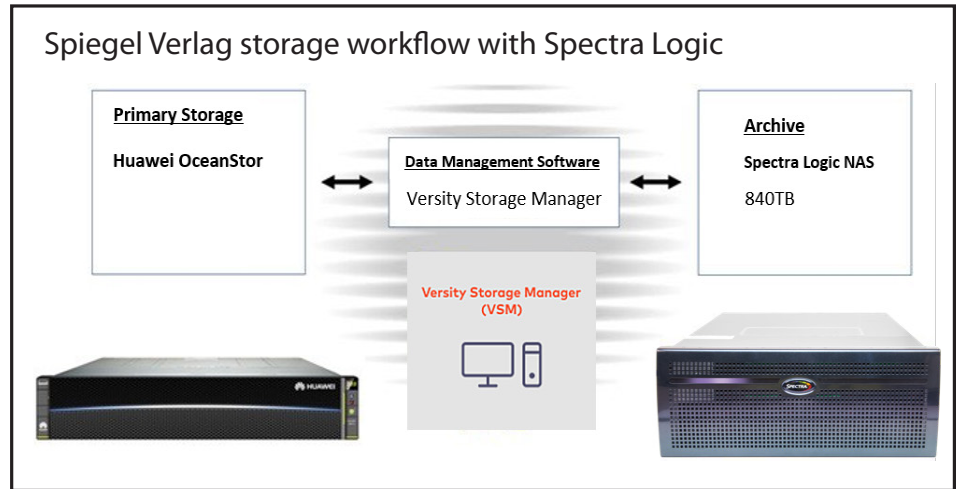 Spiegel Verlag storage workflow with Spectra Logic
Primary Storage
Huawei OceanStor
Data Management Software
Versity Storage Manager
Archive
Spectra Logic NAS
840TB
Versity Storage Manager
(VSM)
HUAWEI
SPECTRA